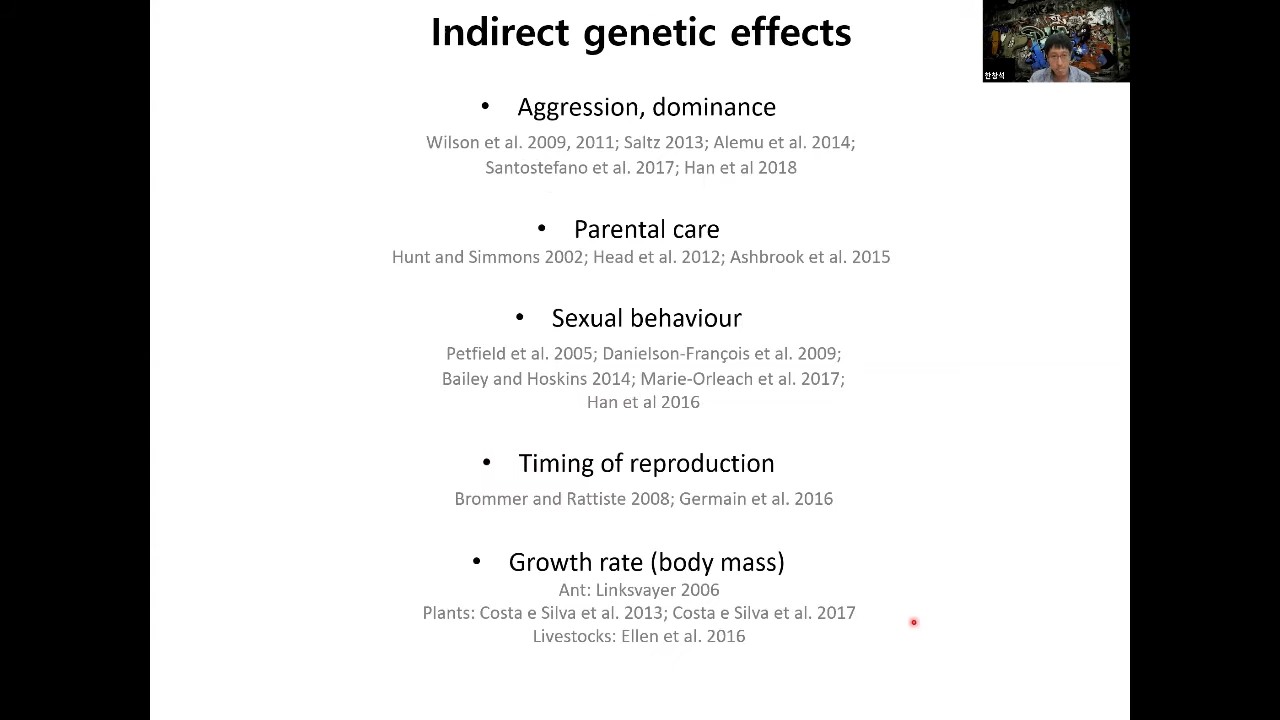 Indirect genetic effects
한창석
• Aggression, dominance
Wilson et al. 2009, 2011; Saltz 2013; Alemu et al. 2014;
Santostefano et al. 2017; Han et al 2018
• Parental care
Hunt and Simmons 2002; Head et al. 2012; Ashbrook et al. 2015
• Sexual behaviour
Petfield et al. 2005; Danielson-François et al. 2009;
Bailey and Hoskins 2014; Marie-Orleach et al. 2017;
Han et al 2016
• Timing of reproduction
Brommer and Rattiste 2008; Germain et al. 2016
• Growth rate (body mass)
Ant: Linksvayer 2006
Plants: Costa e Silva et al. 2013; Costa e Silva et al. 2017
Livestocks: Ellen et al. 2016